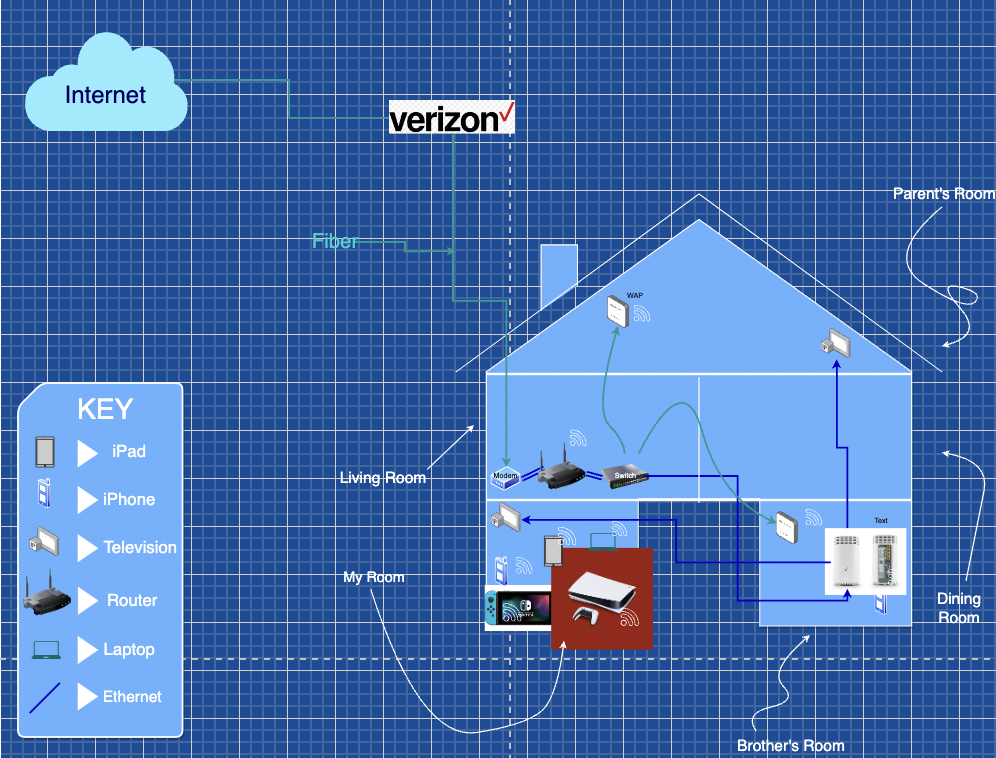 Internet
verizon
Parent's Room
Fiber
WAP
KEY
iPad
iPhone
Television
Router
Laptop
Ethernet
Living Room
Modem
Switch
Text
My Room
SWITCH
Dining
Room
Brother's Room